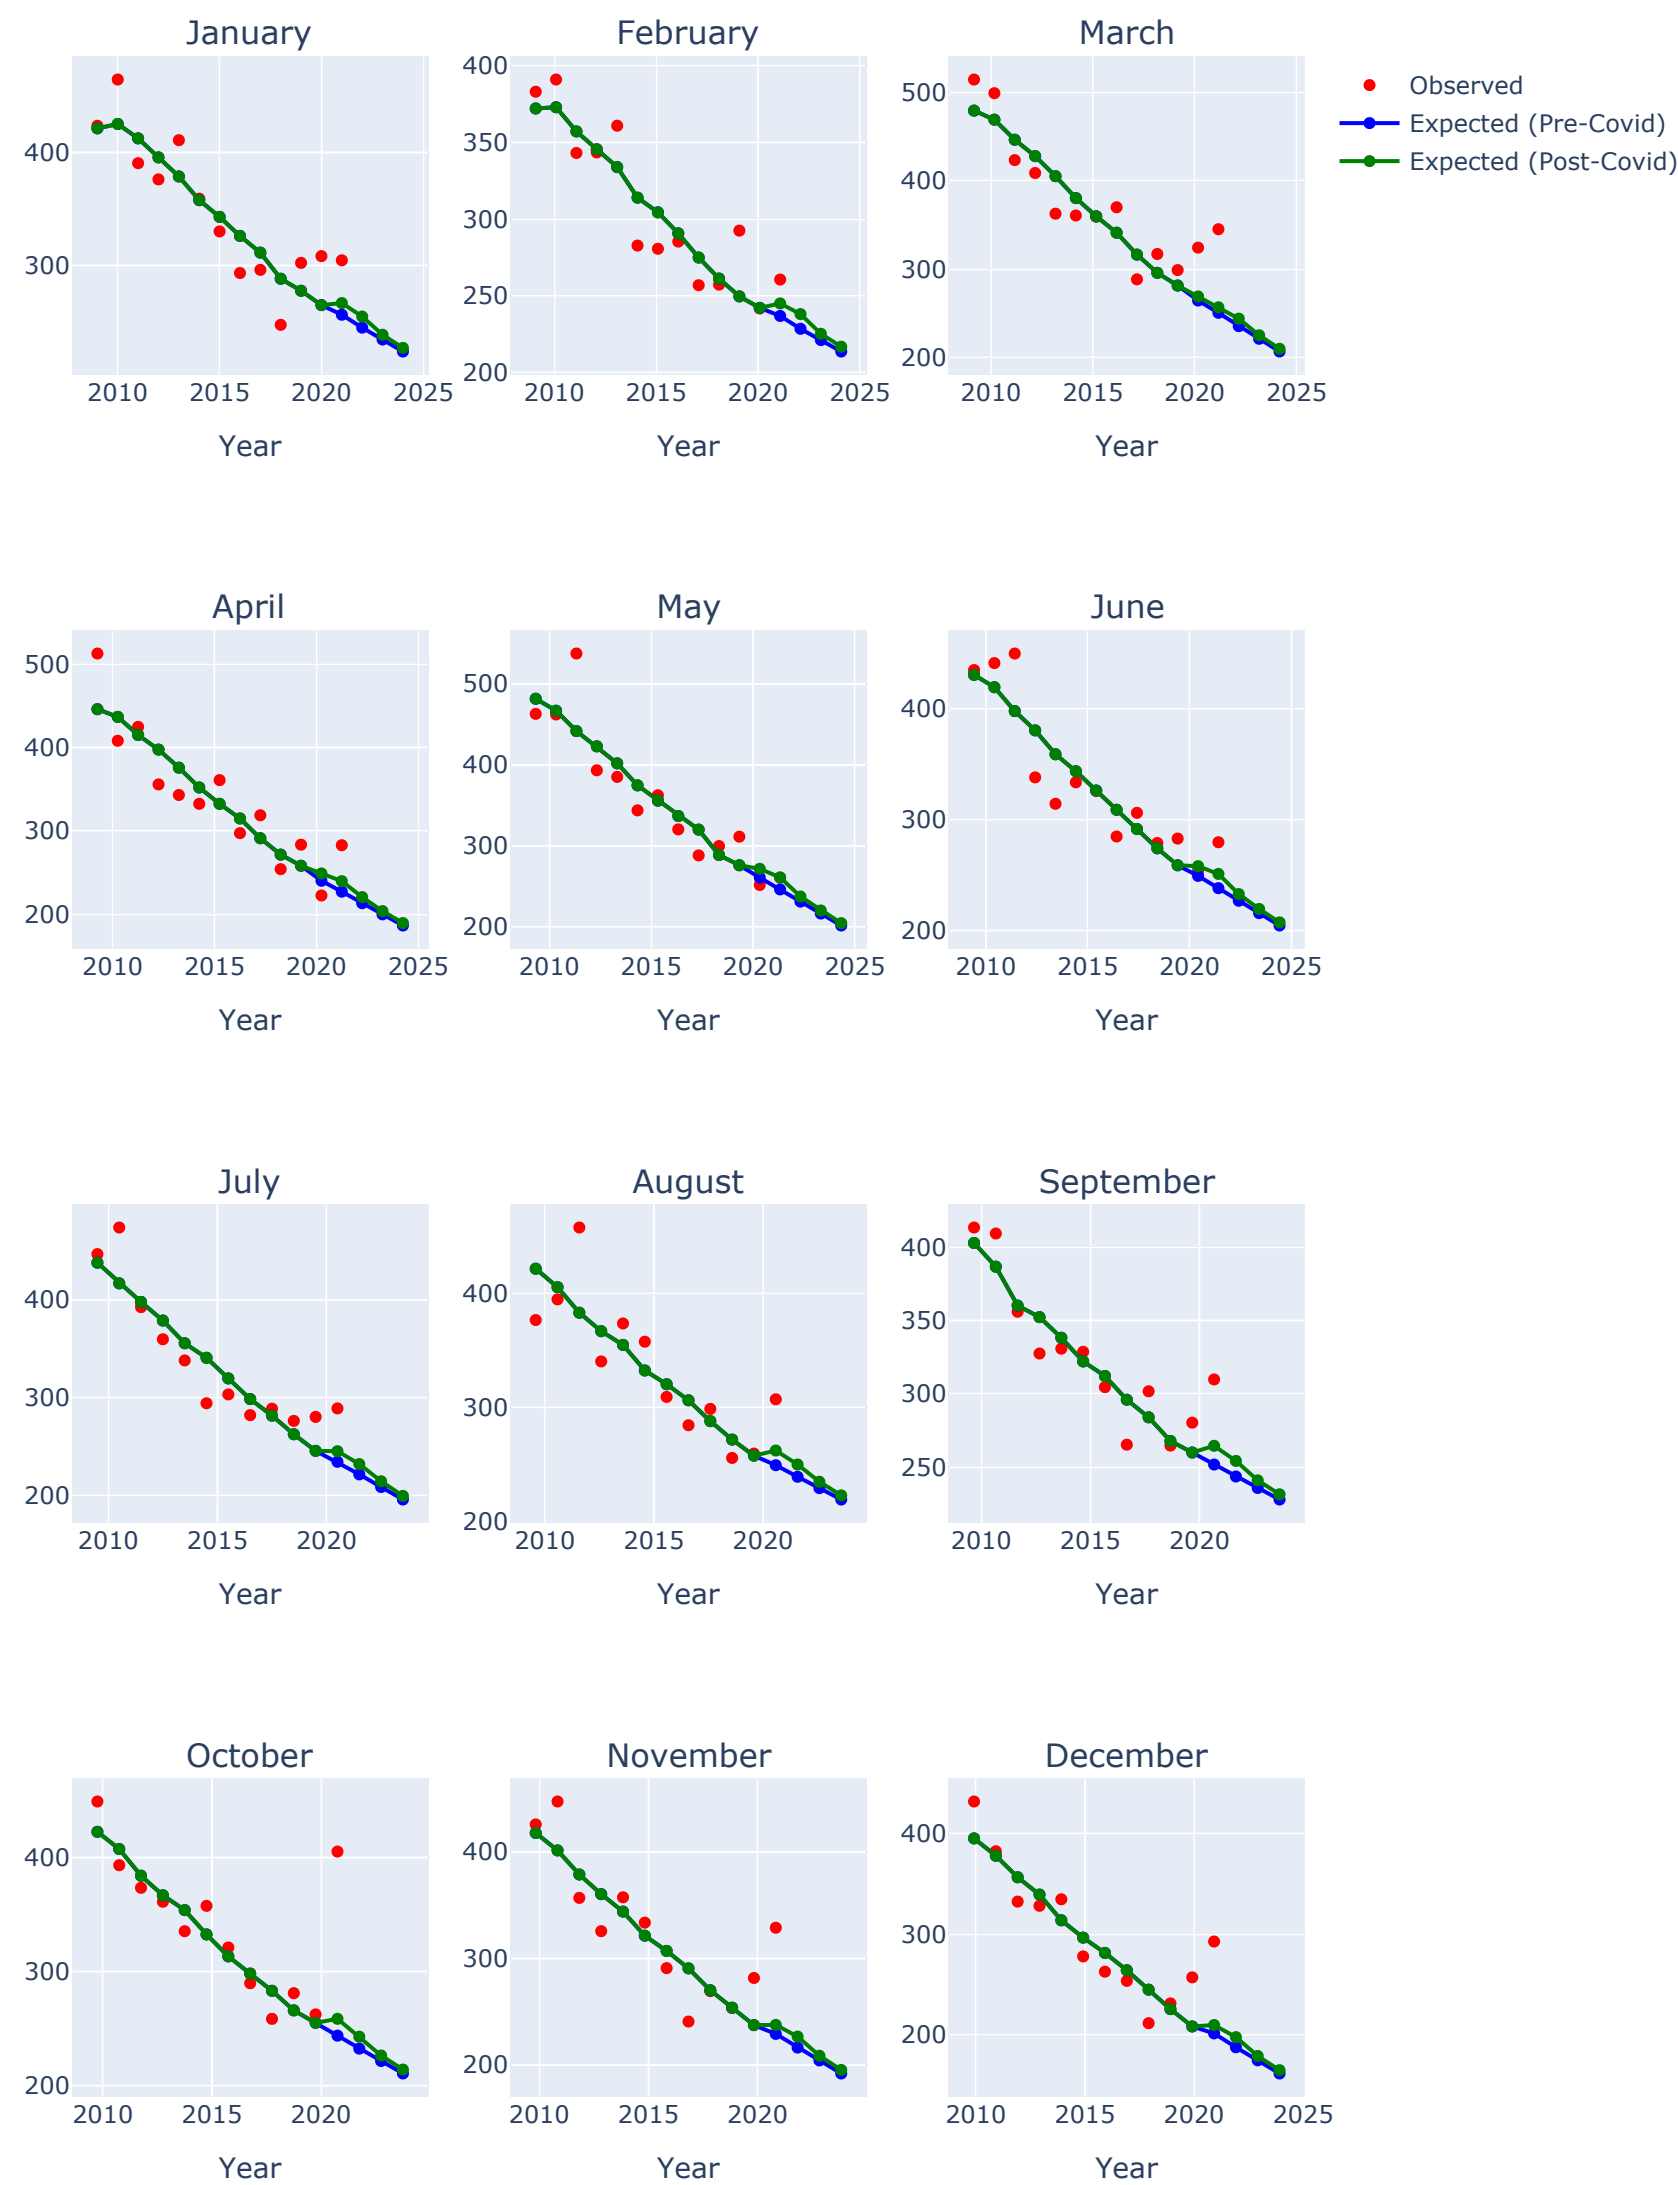 January February March
400
300
2010 2015 2020 2025
Year
400
350
300
250
200
2010 2015 2020 2025
Year
500
400
300
200
2010 2015 2020 2025
Year
Observed
Expected (Pre-Covid)
Expected (Post-Covid)
April May June
500
400
300
200
2010 2015 2020 2025
Year
500
400
300
200
2010 2015 2020 2025
Year
400
300
200
2010 2015 2020 2025
Year
July August September
400
300
200
2010 2015 2020
Year
400
300
200
2010 2015 2020
Year
400
350
300
250
2010 2015 2020
Year
October November December
400
300
200
2010 2015 2020
Year
400
300
200
2010 2015 2020
Year
400
300
200
2010 2015 2020 2025
Year